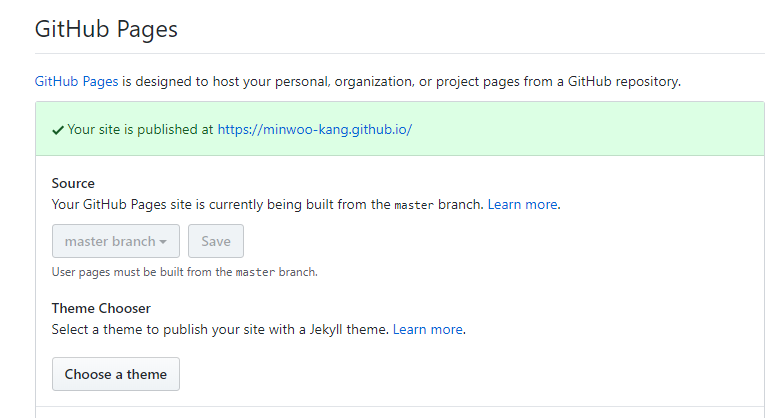 GitHub Pages
GitHub Pages is designed to host your personal, organization, or project pages from a GitHub repository.
Your site is published at https://minwoo-kang.github.io/
Source
Your GitHub Pages site is currently being built from the master branch. Learn more.
master branch
Save
User pages must be built from the master branch.
Theme Chooser
Select a theme to publish your site with a Jekyll theme. Learn more.
Choose a theme